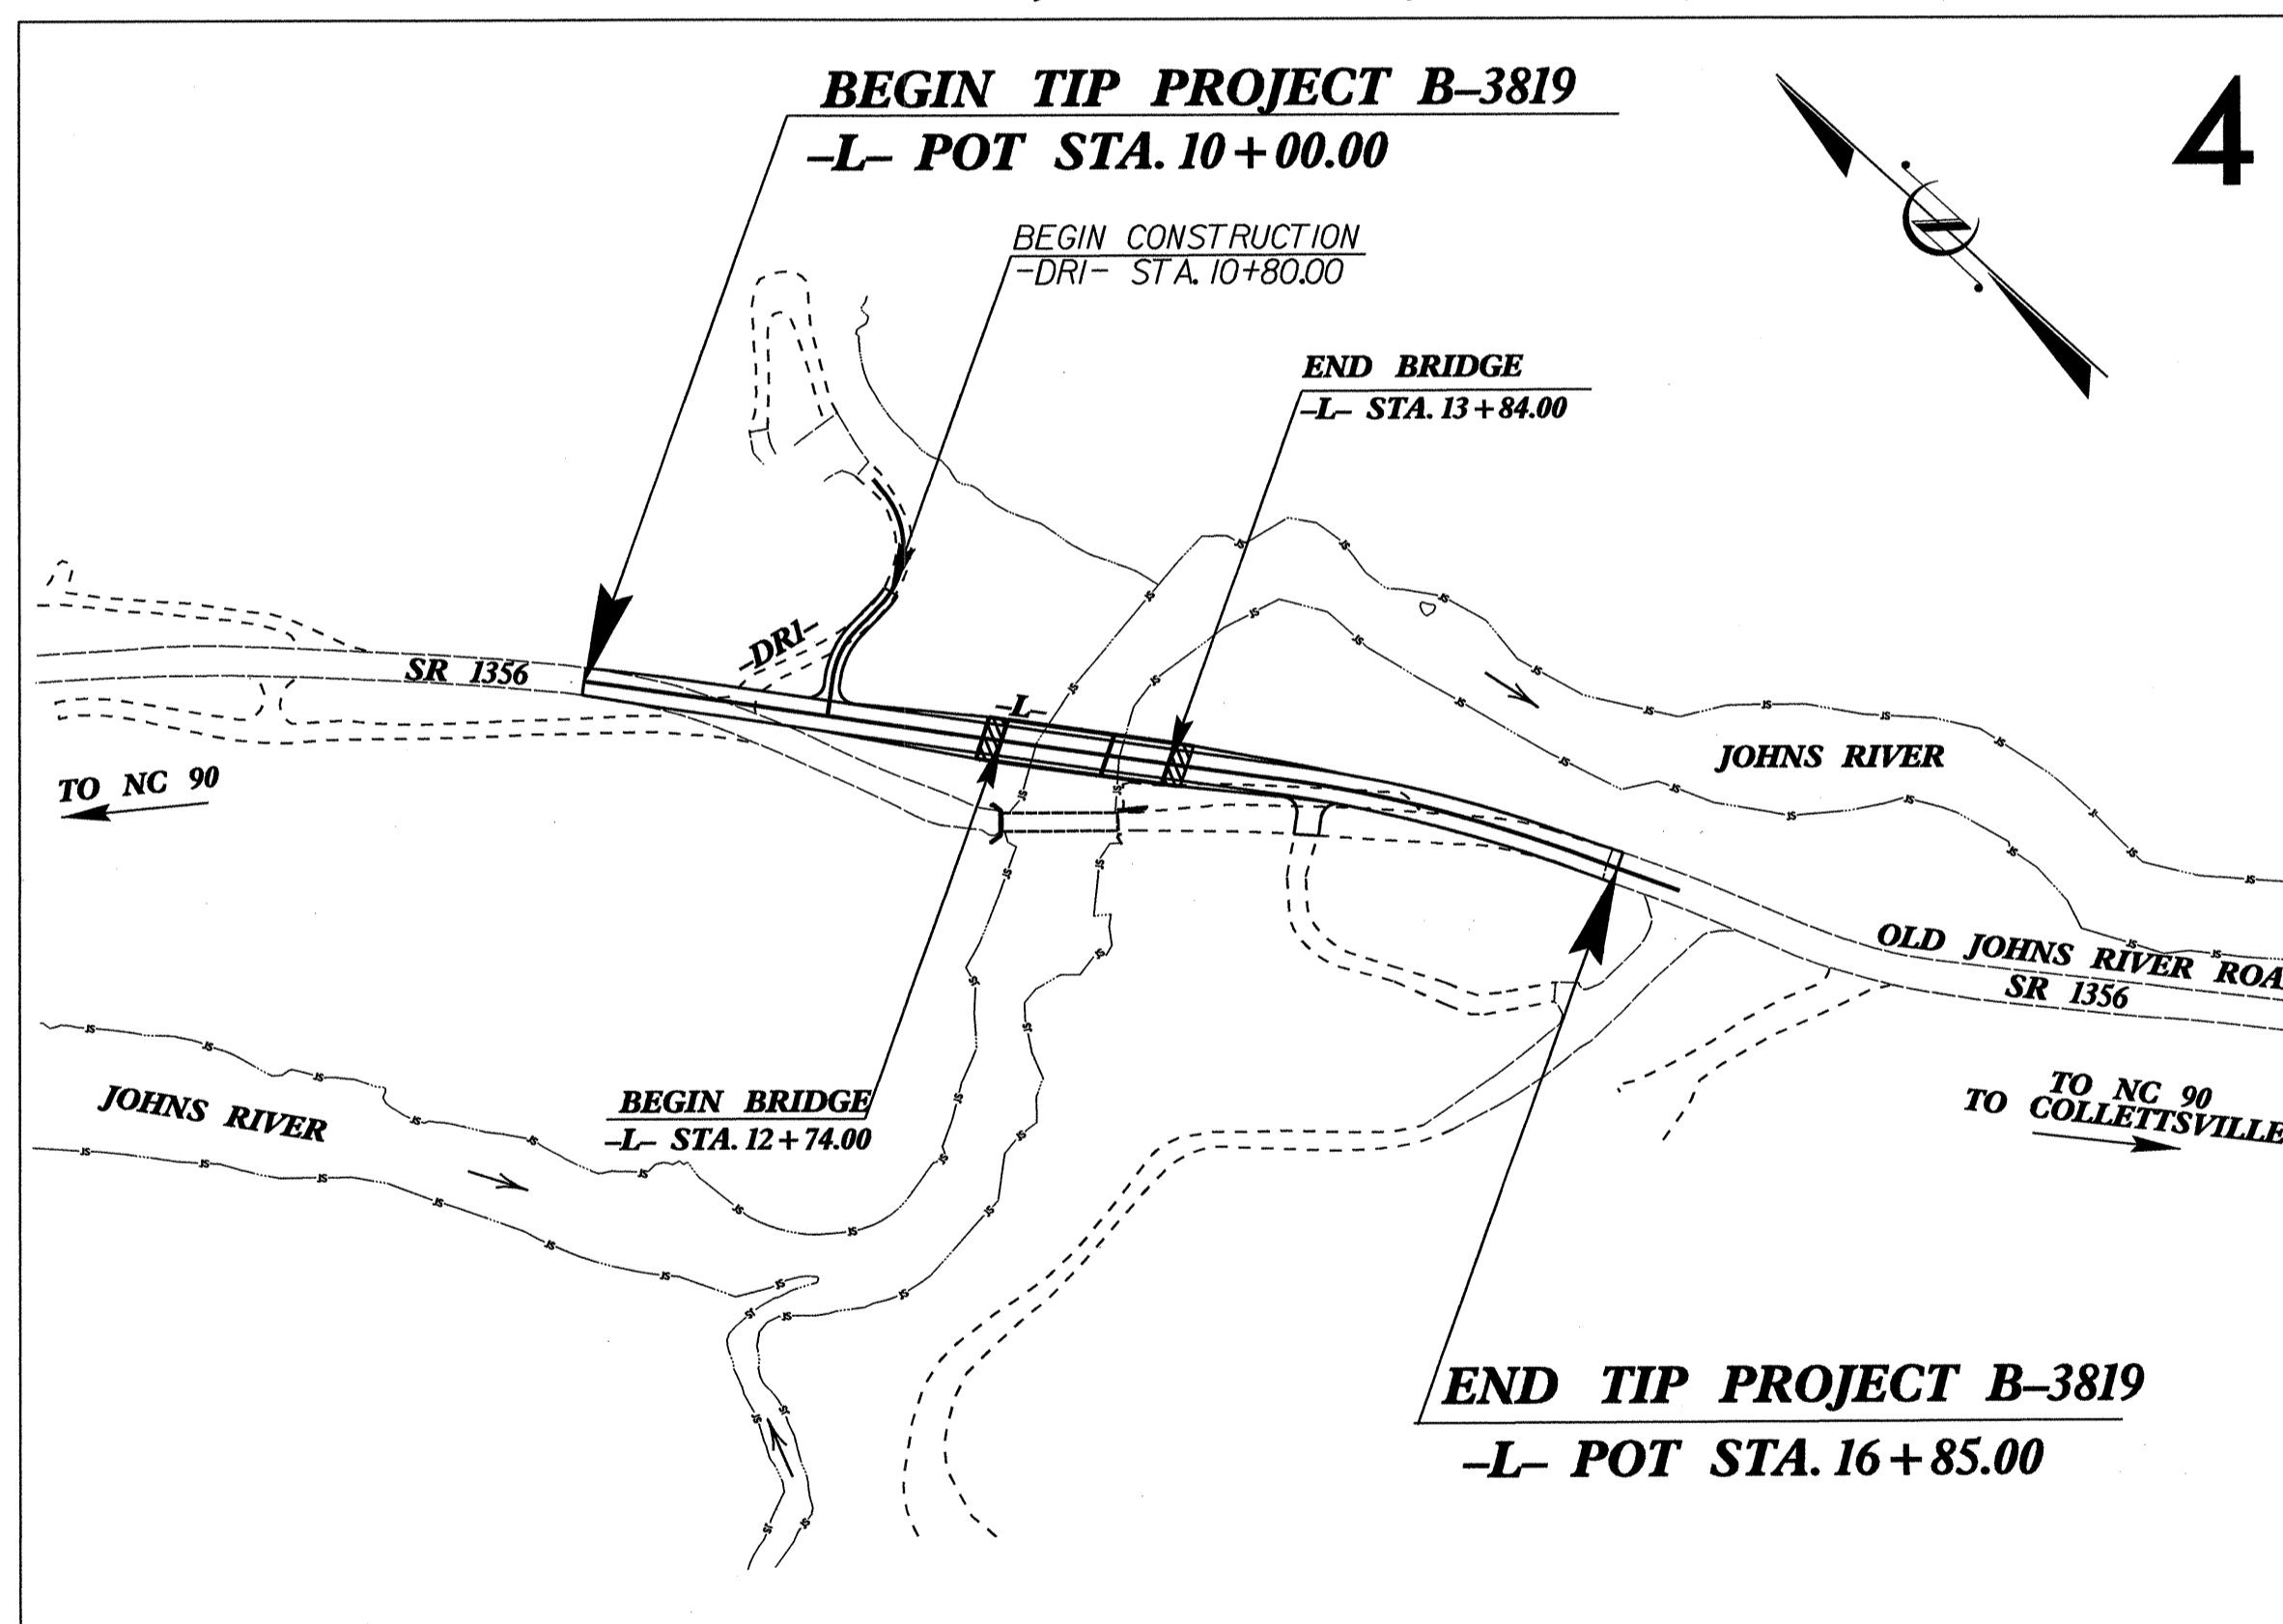 BEGIN TIP PROJECT B–3819
–L– POT STA. 10+00.00
4
BEGIN CONSTRUCTION
-DR1- STA. 10+80.00
END BRIDGE
–L– STA. 13+84.00
–DR1–
SR 1356
–L–
JOHNS RIVER
TO NC 90
OLD JOHNS RIVER ROA
SR 1356
BEGIN BRIDGE
–L– STA. 12+74.00
JOHNS RIVER
TO NC 90
TO COLLETTSVILLE
END TIP PROJECT B–3819
–L– POT STA. 16+85.00